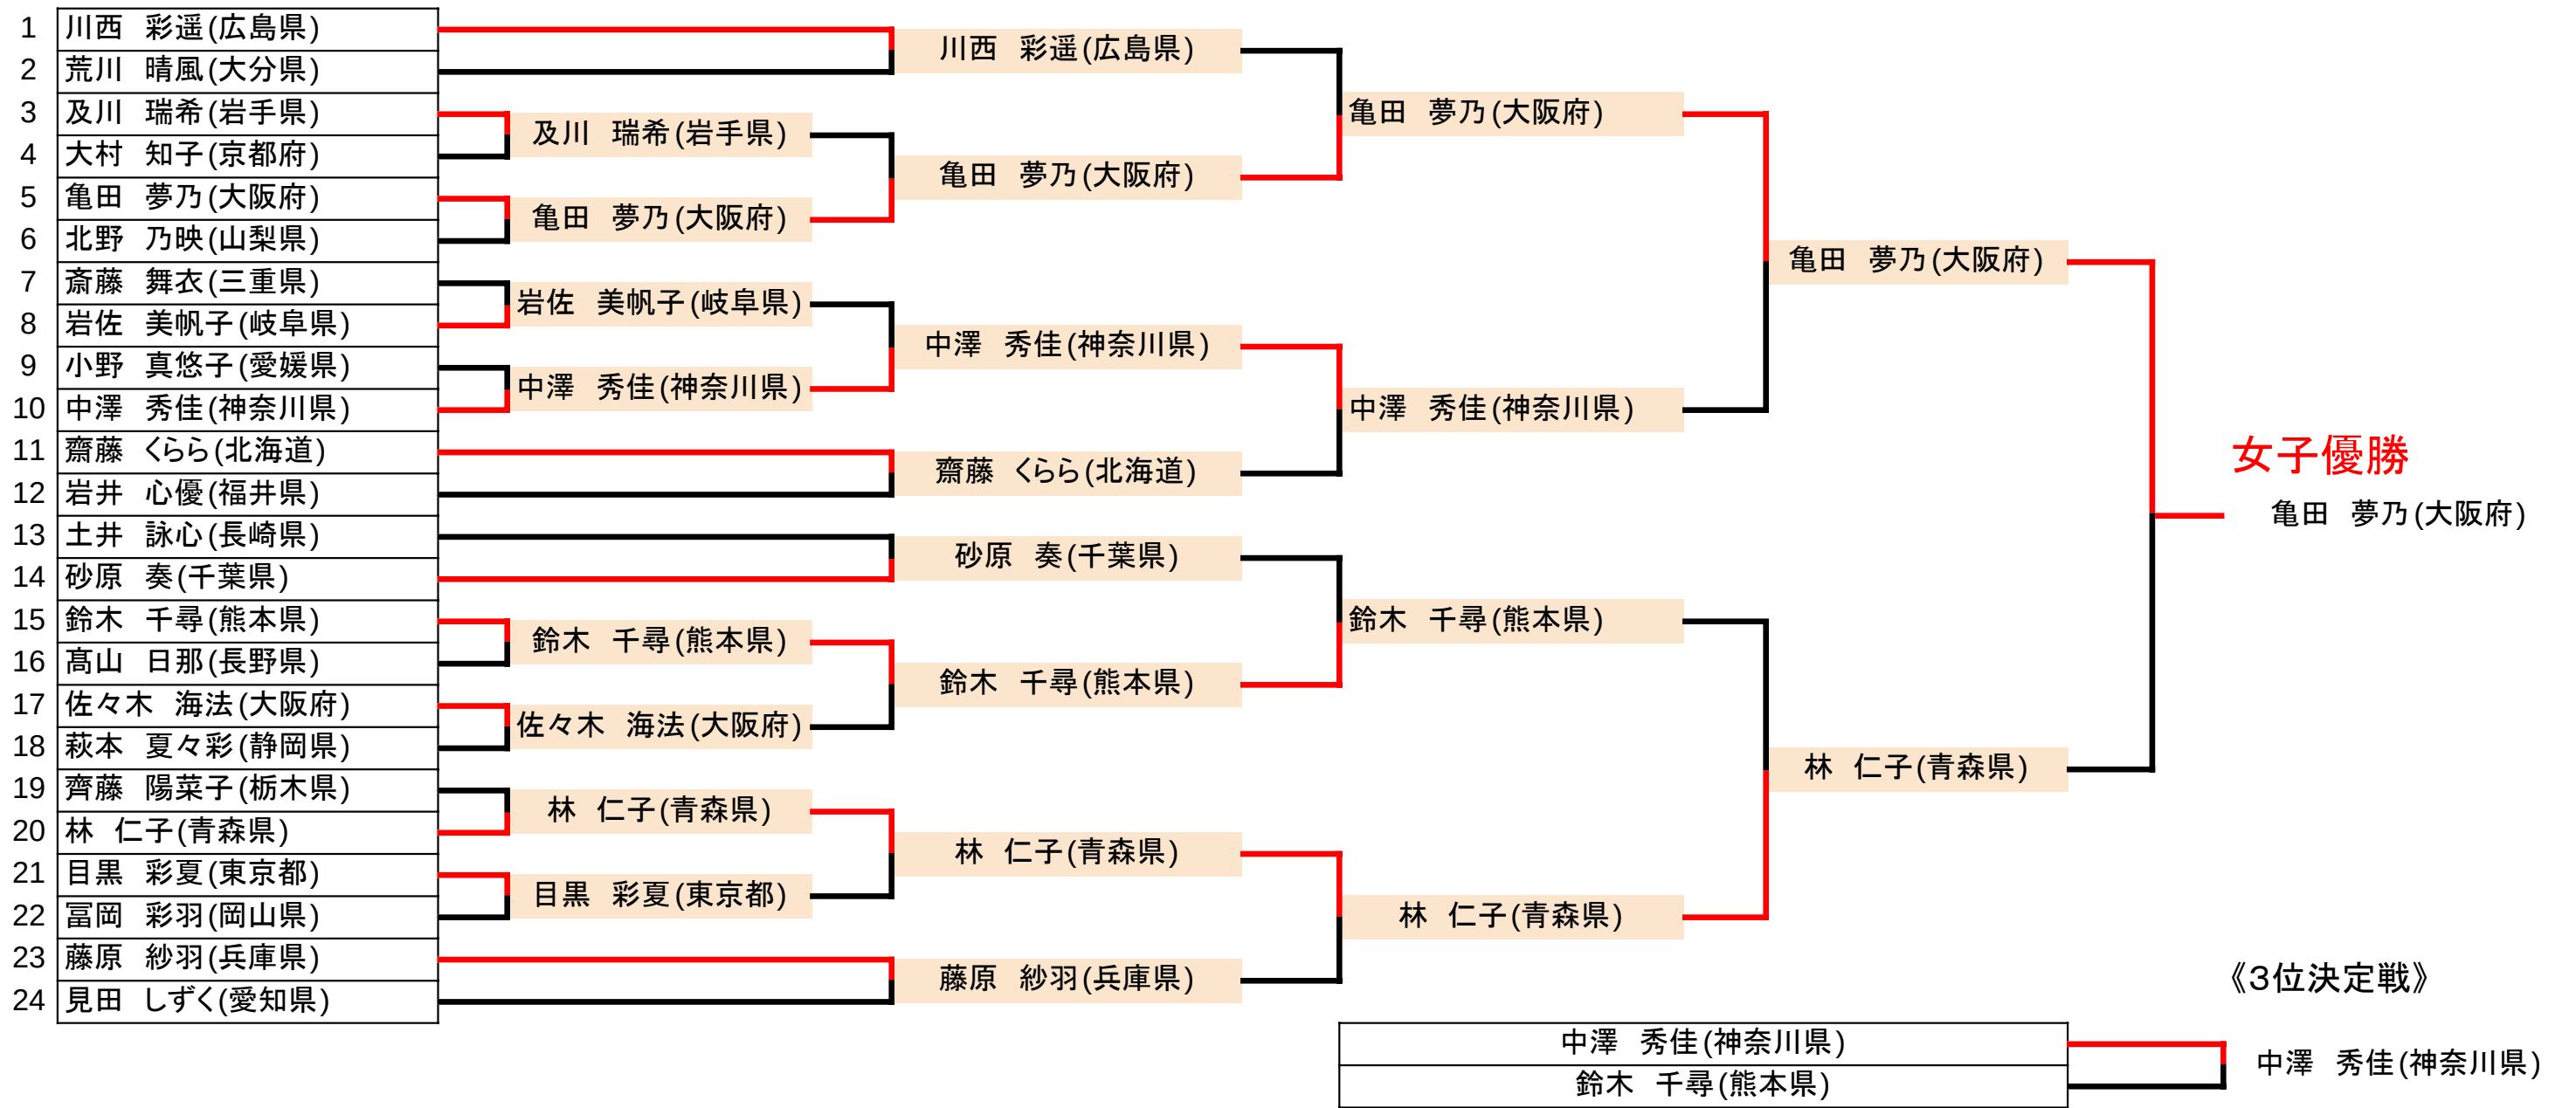 1 川西 彩遥(広島県)
2 荒川 晴風(大分県)
3 及川 瑞希(岩手県)
4 大村 知子(京都府)
5 亀田 夢乃(大阪府)
6 北野 乃映(山梨県)
7 斎藤 舞衣(三重県)
8 岩佐 美帆子(岐阜県)
9 小野 真悠子(愛媛県)
10 中澤 秀佳(神奈川県)
11 齋藤 くらら(北海道)
12 岩井 心優(福井県)
13 土井 詠心(長崎県)
14 砂原 奏(千葉県)
15 鈴木 千尋(熊本県)
16 髙山 日那(長野県)
17 佐々木 海法(大阪府)
18 萩本 夏々彩(静岡県)
19 齊藤 陽菜子(栃木県)
20 林 仁子(青森県)
21 目黒 彩夏(東京都)
22 冨岡 彩羽(岡山県)
23 藤原 紗羽(兵庫県)
24 見田 しずく(愛知県)
及川 瑞希(岩手県)
亀田 夢乃(大阪府)
岩佐 美帆子(岐阜県)
中澤 秀佳(神奈川県)
鈴木 千尋(熊本県)
佐々木 海法(大阪府)
林 仁子(青森県)
目黒 彩夏(東京都)
川西 彩遥(広島県)
亀田 夢乃(大阪府)
中澤 秀佳(神奈川県)
齋藤 くらら(北海道)
砂原 奏(千葉県)
鈴木 千尋(熊本県)
林 仁子(青森県)
藤原 紗羽(兵庫県)
亀田 夢乃(大阪府)
中澤 秀佳(神奈川県)
鈴木 千尋(熊本県)
林 仁子(青森県)
亀田 夢乃(大阪府)
林 仁子(青森県)
女子優勝
亀田 夢乃(大阪府)
《3位決定戦》
中澤 秀佳(神奈川県)
鈴木 千尋(熊本県)
中澤 秀佳(神奈川県)